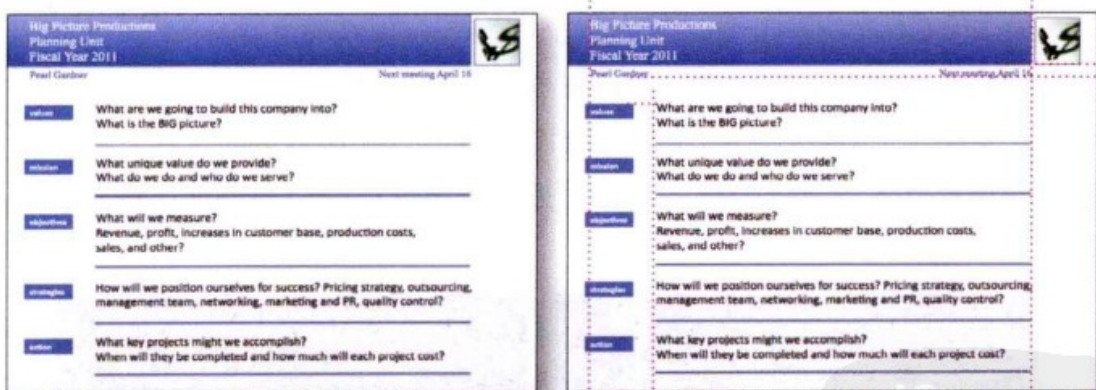 Big Picture Productions
Planning Unit
Fiscal Year 2011
Pearl Gardner Next meeting April 16
values
What are we going to build this company into?
What is the BIG picture?
mission
What unique value do we provide?
What do we do and who do we serve?
objectives
What will we measure?
Revenue, profit, increases in customer base, production costs,
sales, and other?
strategies
How will we position ourselves for success? Pricing strategy, outsourcing,
management team, networking, marketing and PR, quality control?
action
What key projects might we accomplish?
When will they be completed and how much will each project cost?
Big Picture Productions
Planning Unit
Fiscal Year 2011
Pearl Gardner Next meeting April 16
values
What are we going to build this company into?
What is the BIG picture?
mission
What unique value do we provide?
What do we do and who do we serve?
objectives
What will we measure?
Revenue, profit, increases in customer base, production costs,
sales, and other?
strategies
How will we position ourselves for success? Pricing strategy, outsourcing,
management team, networking, marketing and PR, quality control?
action
What key projects might we accomplish?
When will they be completed and how much will each project cost?